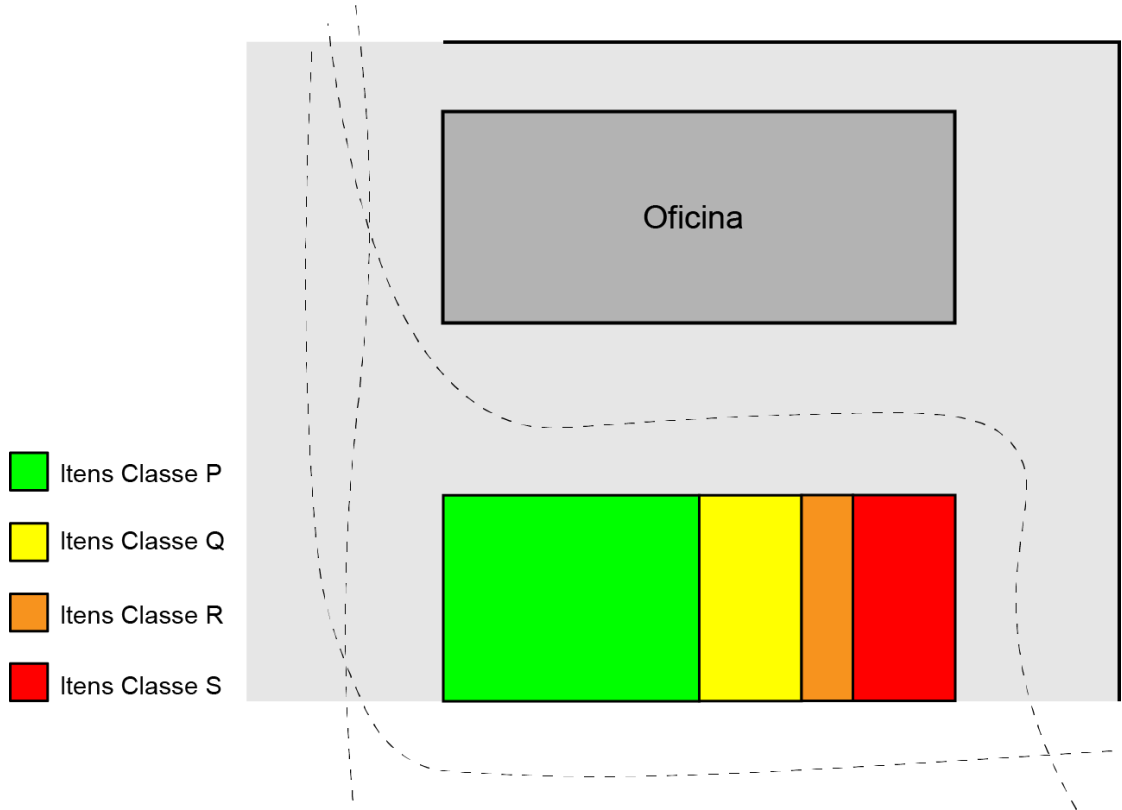 Oficina
Itens Classe P
Itens Classe Q
Itens Classe R
Itens Classe S